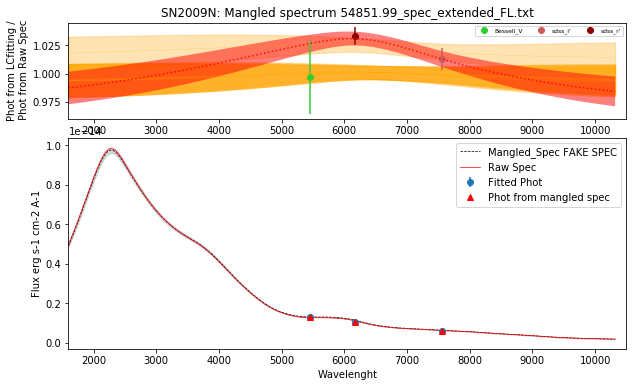 SN2009N: Mangled spectrum 54851.99_spec_extended_FL.txt
Phot from LCfitting /
Phot from Raw Spec
1.025
1.000
0.975
Bessell_V
sdss_i'
sdss_r'
2000 3000 4000 5000 6000 7000 8000 9000 10000
1e−14
Flux erg s-1 cm-2 A-1
1.0
0.8
0.6
0.4
0.2
0.0
Mangled_Spec FAKE SPEC
Raw Spec
Fitted Phot
Phot from mangled spec
2000 3000 4000 5000 6000 7000 8000 9000 10000
Wavelenght